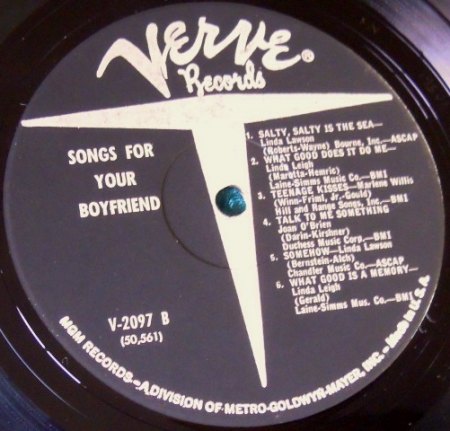 Verve®
Records
SONGS FOR
YOUR
BOYFRIEND
V-2097 B
(50,561)
1. SALTY, SALTY IS THE SEA—
Linda Lawson
(Roberts-Wayne) Bourne, Inc.—ASCAP
2. WHAT GOOD DOES IT DO ME—
Linda Leigh
(Marotta-Hemric)
Laine-Simms Music Co.—BMI
3. TEENAGE KISSES—Marlene Willis
(Winn-Friml, Jr.-Gould)
Hill and Range Songs, Inc.—BMI
4. TALK TO ME SOMETHING
Joan O'Brien
(Darin-Kirshner)
Duchess Music Corp.—BMI
5. SOMEHOW—Linda Lawson
(Bernstein-Alch)
Chandler Music Co.—ASCAP
6. WHAT GOOD IS A MEMORY—
Linda Leigh
(Gerald)
Laine-Simms Mus. Co.—BMI
MGM RECORDS—A DIVISION OF METRO-GOLDWYN-MAYER, INC.—Made in U.S.A.